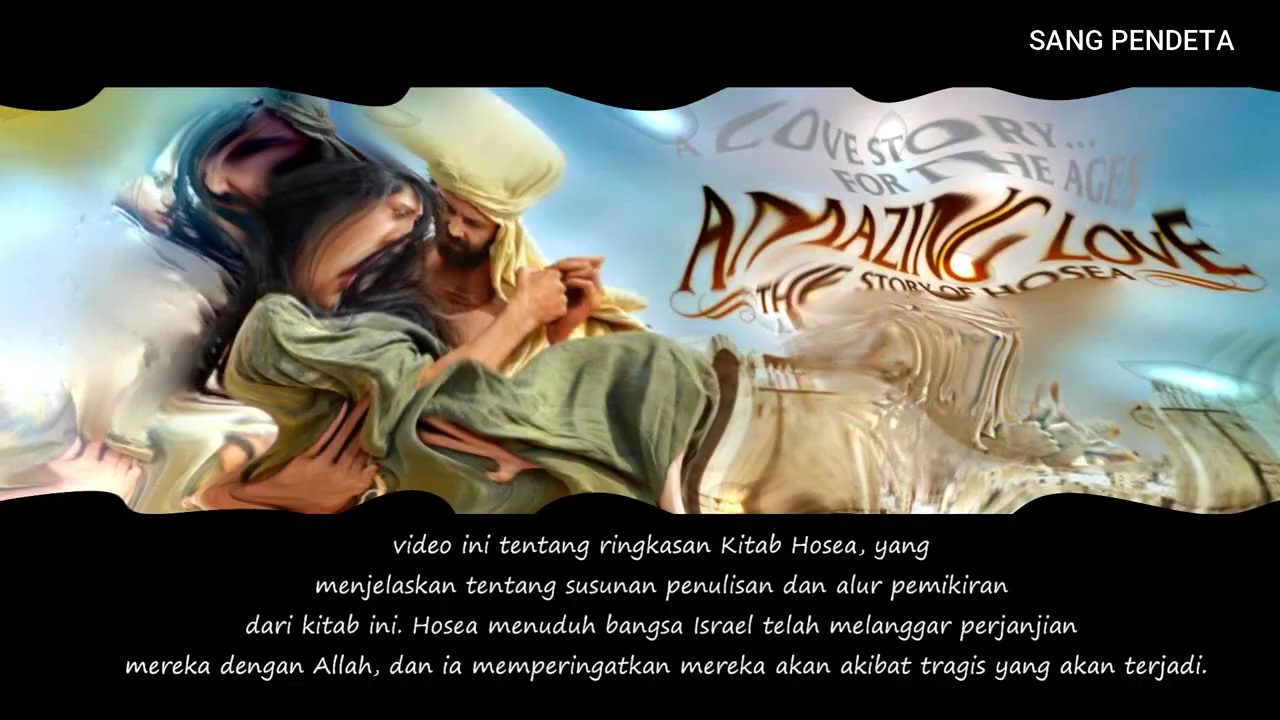 SANG PENDETA
A LOVE STORY...
FOR THE AGES
AMAZING LOVE
THE STORY OF HOSEA
video ini tentang ringkasan Kitab Hosea, yang
menjelaskan tentang susunan penulisan dan alur pemikiran
dari kitab ini. Hosea menuduh bangsa Israel telah melanggar perjanjian
mereka dengan Allah, dan ia memperingatkan mereka akan akibat tragis yang akan terjadi.